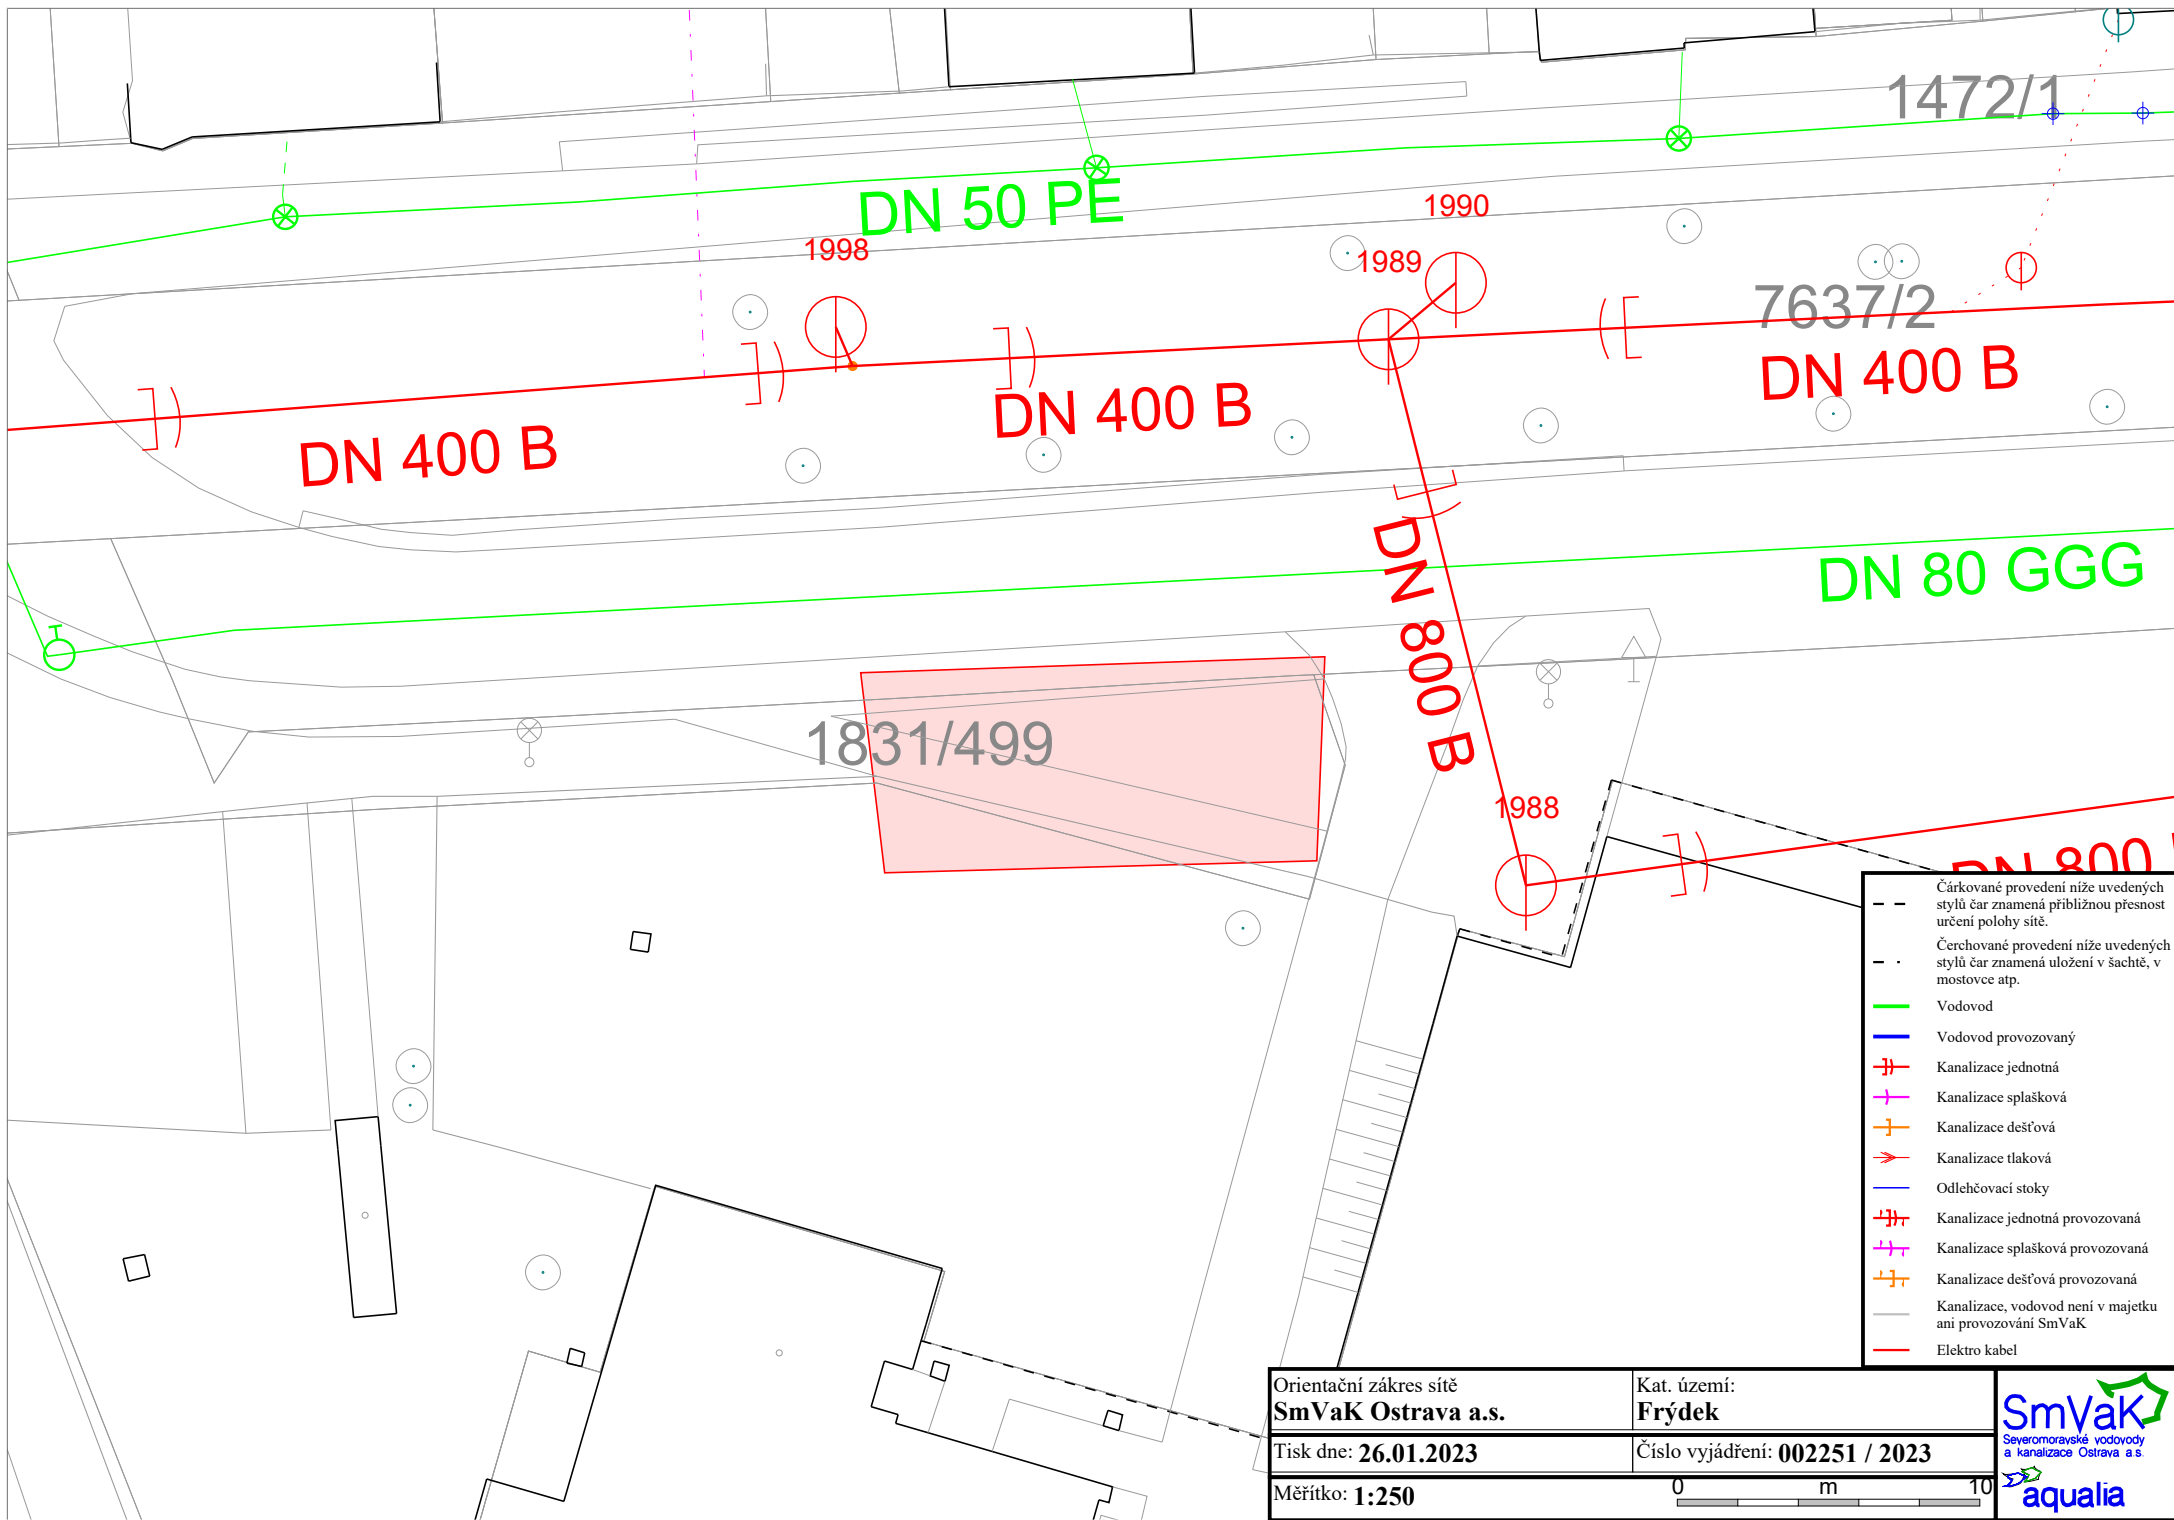 1472/1
DN 50 PE
1990
1998
1989
7637/2
DN 400 B
DN 400 B
DN 400 B
DN 800 B
DN 80 GGG
1831/499
1988
DN 800
Čárkované provedení níže uvedených
stylů čar znamená přibližnou přesnost
určení polohy sítě.
Čerchované provedení níže uvedených
stylů čar znamená uložení v šachtě, v
mostovce atp.
Vodovod
Vodovod provozovaný
Kanalizace jednotná
Kanalizace splašková
Kanalizace dešťová
Kanalizace tlaková
Odlehčovací stoky
Kanalizace jednotná provozovaná
Kanalizace splašková provozovaná
Kanalizace dešťová provozovaná
Kanalizace, vodovod není v majetku
ani provozování SmVaK
Elektro kabel
Orientační zákres sítě
SmVaK Ostrava a.s.
Kat. území:
Frýdek
Tisk dne: 26.01.2023
Číslo vyjádření: 002251 / 2023
Měřítko: 1:250
0 m 10
SmVaK
Severomoravské vodovody
a kanalizace Ostrava a.s.
aqualia